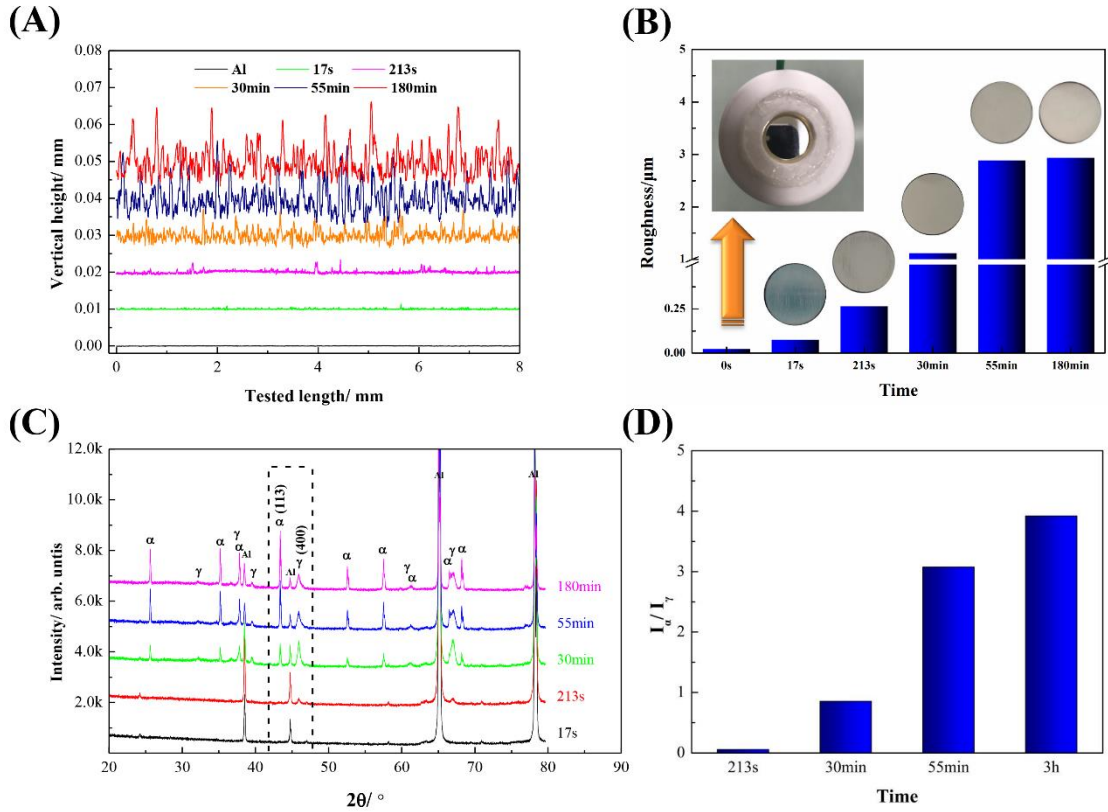 (A)
0.08
0.07
0.06
0.05
0.04
0.03
0.02
0.01
0.00
Vertical height/ mm
Al 17s 213s
30min 55min 180min
0 2 4 6 8
Tested length/ mm
(B)
5
4
3
2
1
0.25
0.00
Roughness/μm
0s 17s 213s 30min 55min 180min
Time
(C)
12.0k
10.0k
8.0k
6.0k
4.0k
2.0k
Intensity/ arb. untis
α γ α γ α Al γ α (113) Al γ (400) α α γ α Al α γ α Al
180min
55min
30min
213s
17s
20 30 40 50 60 70 80 90
2θ/ °
(D)
5
4
3
2
1
0
Iα / Iγ
213s 30min 55min 3h
Time